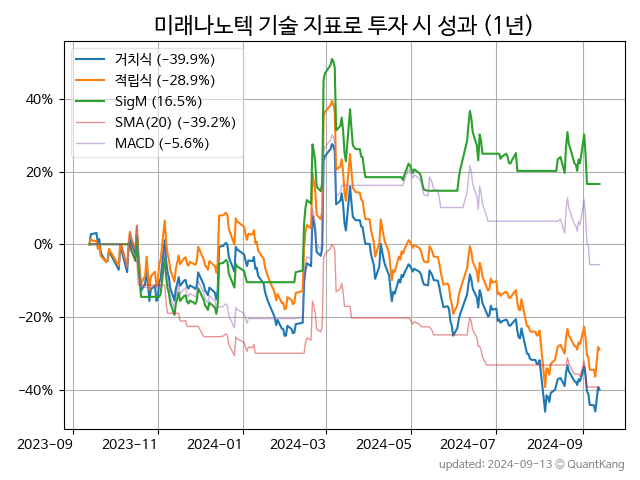 미래나노텍 기술 지표로 투자 시 성과 (1년)
거치식 (−39.9%)
적립식 (−28.9%)
SigM (16.5%)
SMA(20) (−39.2%)
MACD (−5.6%)
40%
20%
0%
−20%
−40%
2023-09 2023-11 2024-01 2024-03 2024-05 2024-07 2024-09
updated: 2024-09-13 © QuantKang